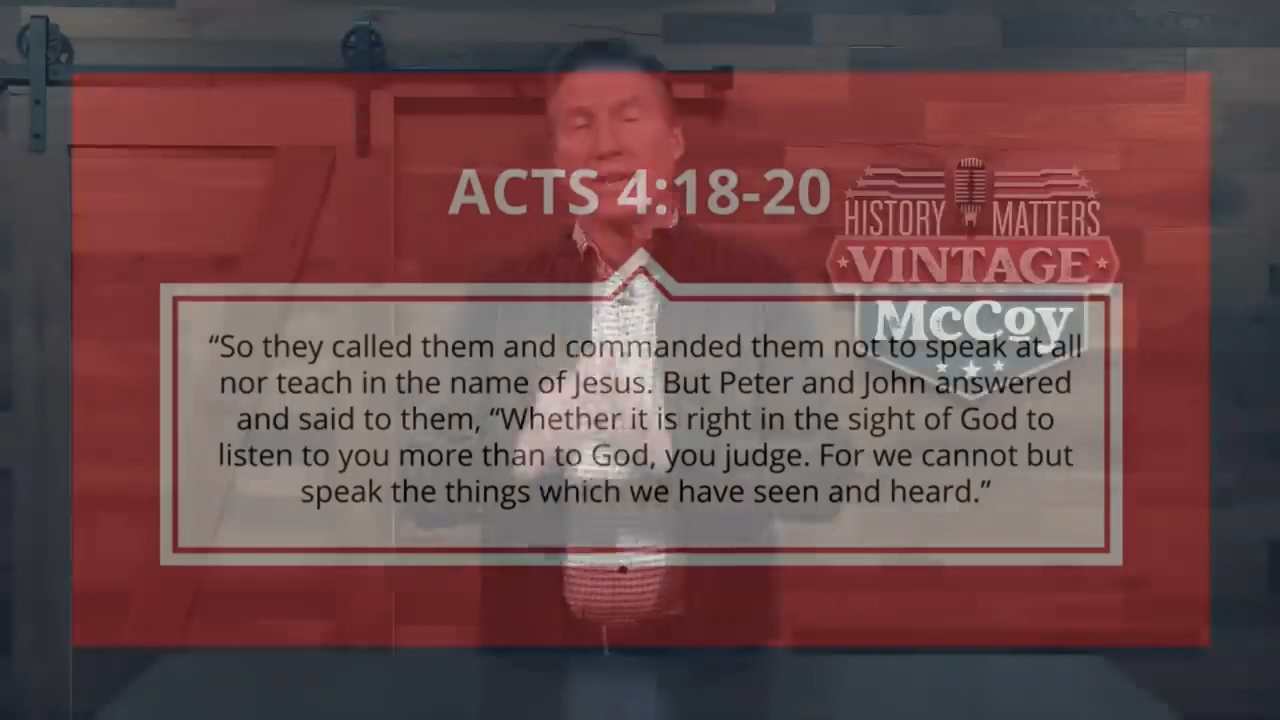 ACTS 4:18-20
HISTORY MATTERS
VINTAGE
McCoy
“So they called them and commanded them not to speak at all
nor teach in the name of Jesus. But Peter and John answered
and said to them, “Whether it is right in the sight of God to
listen to you more than to God, you judge. For we cannot but
speak the things which we have seen and heard.”